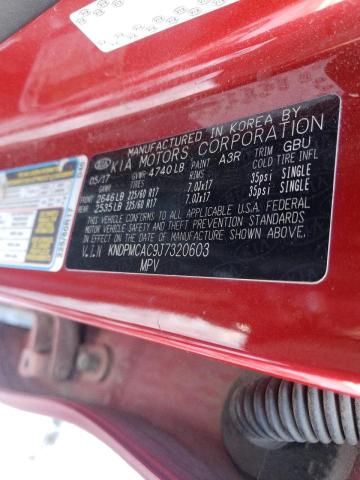 MANUFACTURED IN KOREA BY
KIA KIA MOTORS CORPORATION
05/17 GVWR 4740LB PAINT A3R TRIM GBU
GAWR TIRES RIMS COLD TIRE INFL
FRONT 2646LB 225/60 R17 7.0JX17 35psi SINGLE
REAR 2535LB 225/60 R17 7.0JX17 35psi SINGLE
THIS VEHICLE CONFORMS TO ALL APPLICABLE U.S.A. FEDERAL
MOTOR VEHICLE SAFETY AND THEFT PREVENTION STANDARDS
IN EFFECT ON THE DATE OF MANUFACTURE SHOWN ABOVE.
V.I.N KNDPMCAC9J7320603
MPV
225/60R17